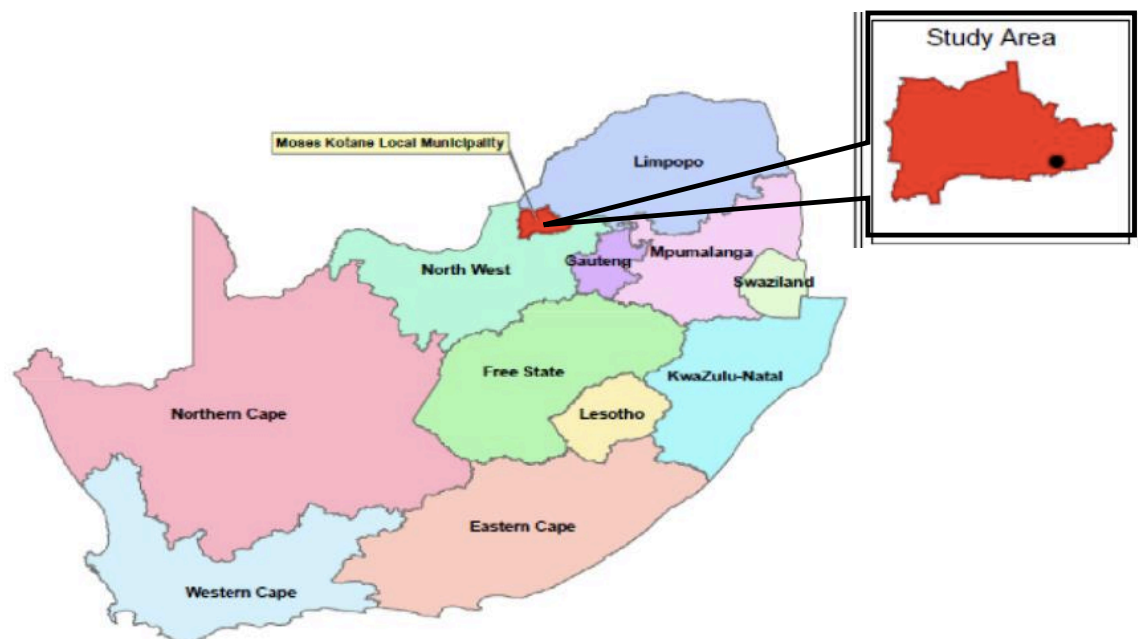 Study Area
Moses Kotane Local Municipality
Limpopo
North West
Gauteng
Mpumalanga
Swaziland
Free State
KwaZulu-Natal
Northern Cape
Lesotho
Eastern Cape
Western Cape